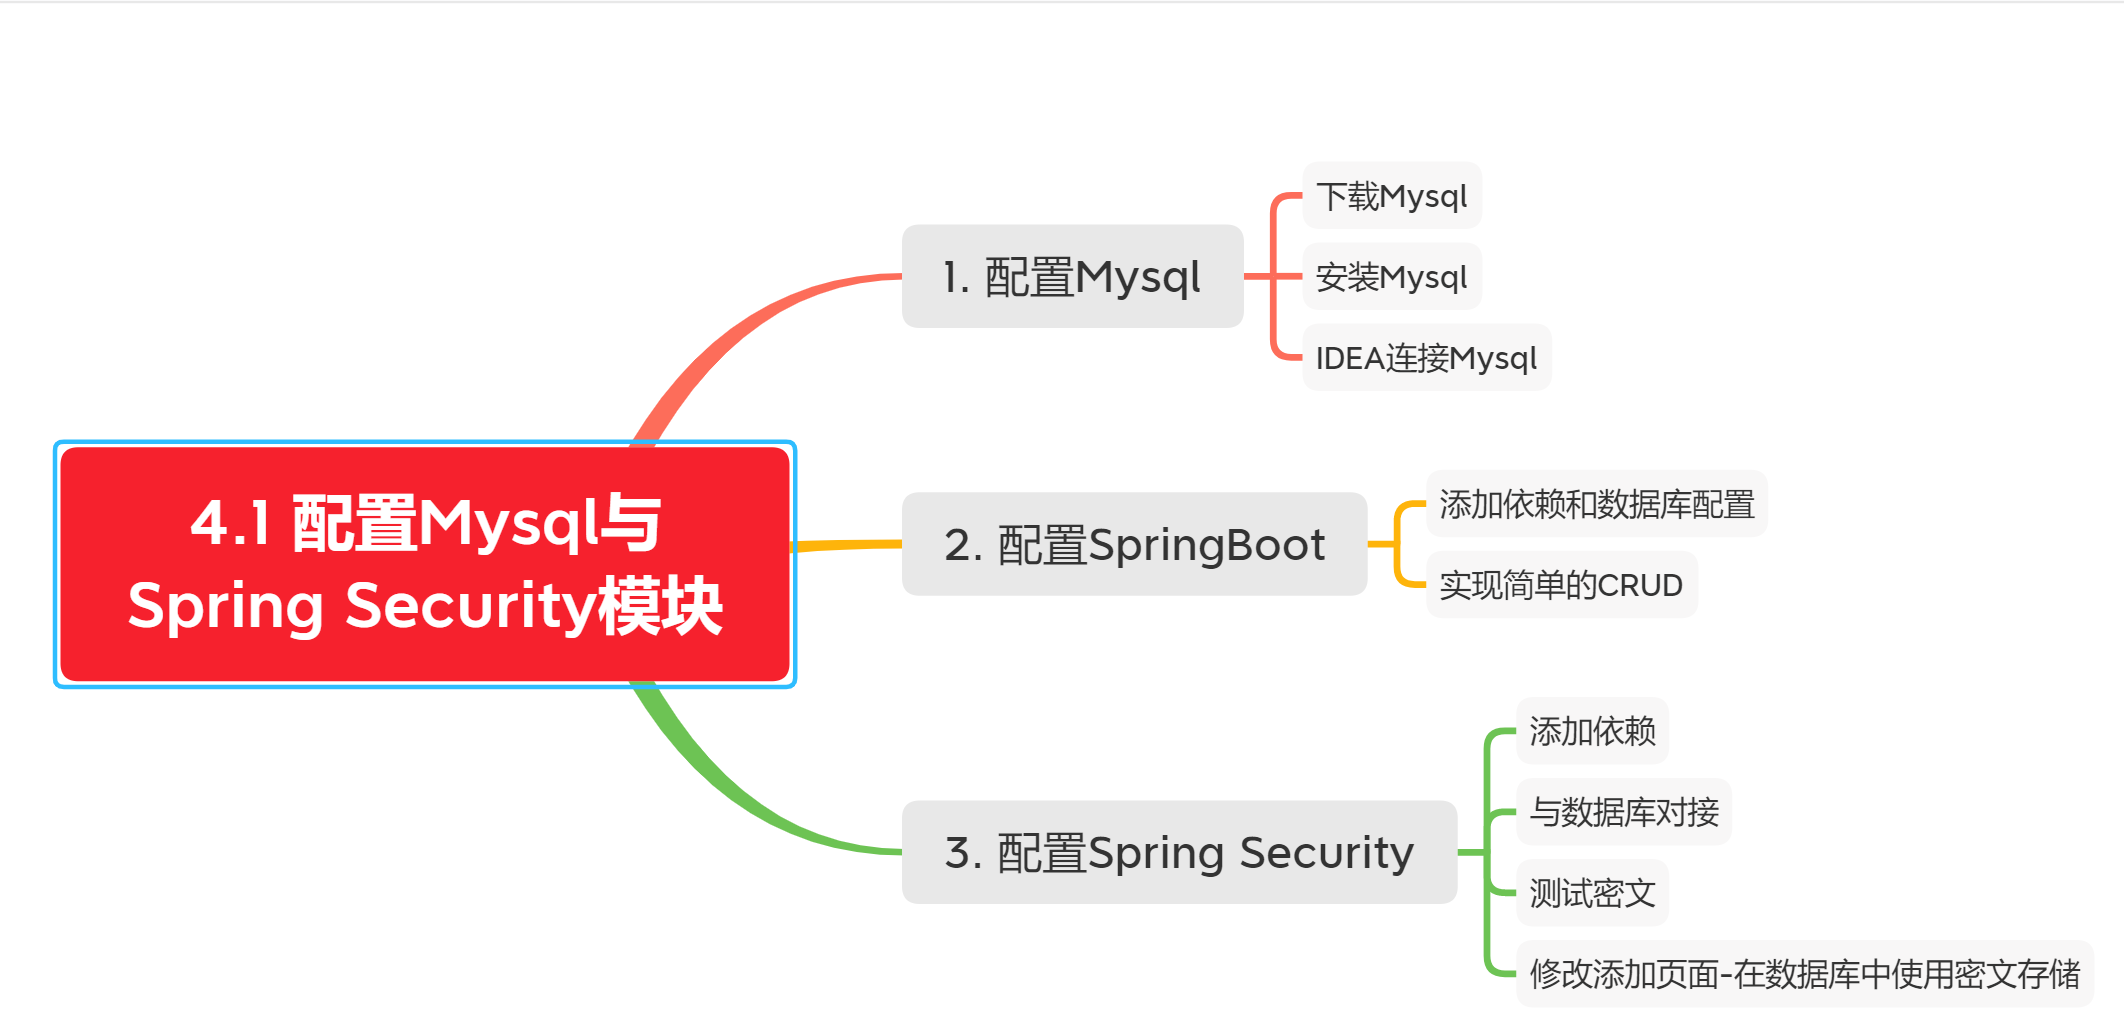 4.1 配置Mysql与
Spring Security模块
1. 配置Mysql
下载Mysql
安装Mysql
IDEA连接Mysql
2. 配置SpringBoot
添加依赖和数据库配置
实现简单的CRUD
3. 配置Spring Security
添加依赖
与数据库对接
测试密文
修改添加页面-在数据库中使用密文存储